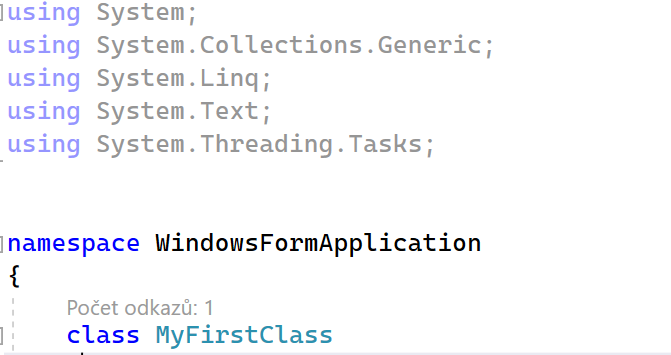 using System;
using System.Collections.Generic;
using System.Linq;
using System.Text;
using System.Threading.Tasks;
namespace WindowsFormApplication
{
Počet odkazů: 1
class MyFirstClass